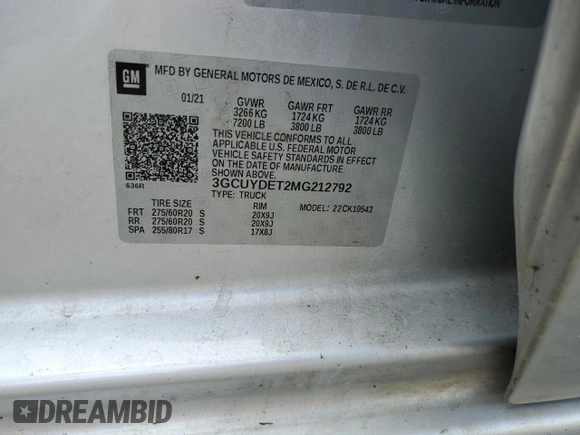 FOR MORE INFORMATION
GM
MFD BY GENERAL MOTORS DE MEXICO, S. DE R.L. DE C.V.
01/21 GVWR GAWR FRT GAWR RR
3266 KG 1724 KG 1724 KG
7200 LB 3800 LB 3800 LB
THIS VEHICLE CONFORMS TO ALL
APPLICABLE U.S. FEDERAL MOTOR
VEHICLE SAFETY STANDARDS IN EFFECT
ON THE DATE OF MANUFACTURE
SHOWN ABOVE.
636R
3GCUYDET2MG212792
TYPE: TRUCK
TIRE SIZE RIM MODEL: 22CK10543
FRT 275/60R20 S 20X9J
RR 275/60R20 S 20X9J
SPA 255/80R17 S 17X8J
DREAMBID